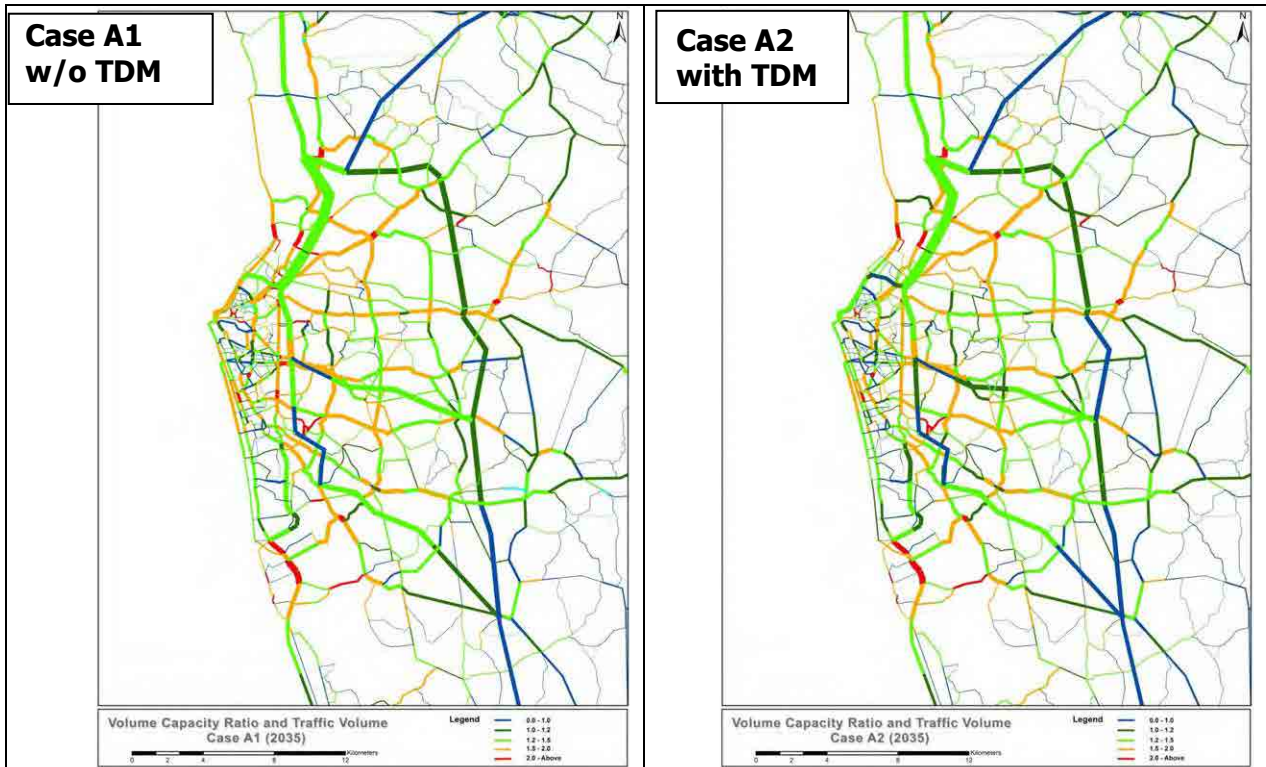 Case A1
w/o TDM
N
Volume Capacity Ratio and Traffic Volume
Case A1 (2035)
0 2 4 8 12
Kilometers
Legend
0.0 - 1.0
1.0 - 1.2
1.2 - 1.5
1.5 - 2.0
2.0 - Above
Case A2
with TDM
N
Volume Capacity Ratio and Traffic Volume
Case A2 (2035)
0 2 4 8 12
Kilometers
Legend
0.0 - 1.0
1.0 - 1.2
1.2 - 1.5
1.5 - 2.0
2.0 - Above